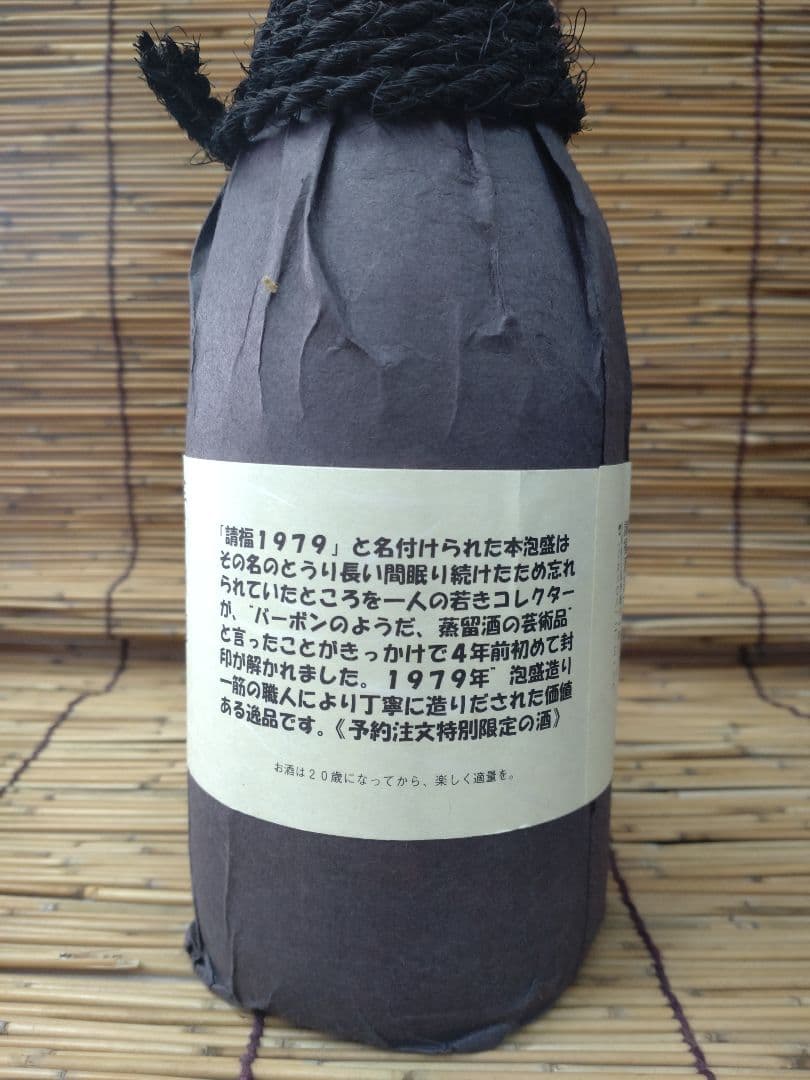 「請福1979」と名付けられた本泡盛は
その名のとうり長い間眠り続けたため忘れ
られていたところを一人の若きコレクター
が、"バーボンのようだ、蒸留酒の芸術品"
と言ったことがきっかけで4年前初めて封
印が解かれました。1979年"泡盛造り
一筋の職人により丁寧に造りだされた価値
ある逸品です。《予約注文特別限定の酒》
お酒は20歳になってから、楽しく適量を。